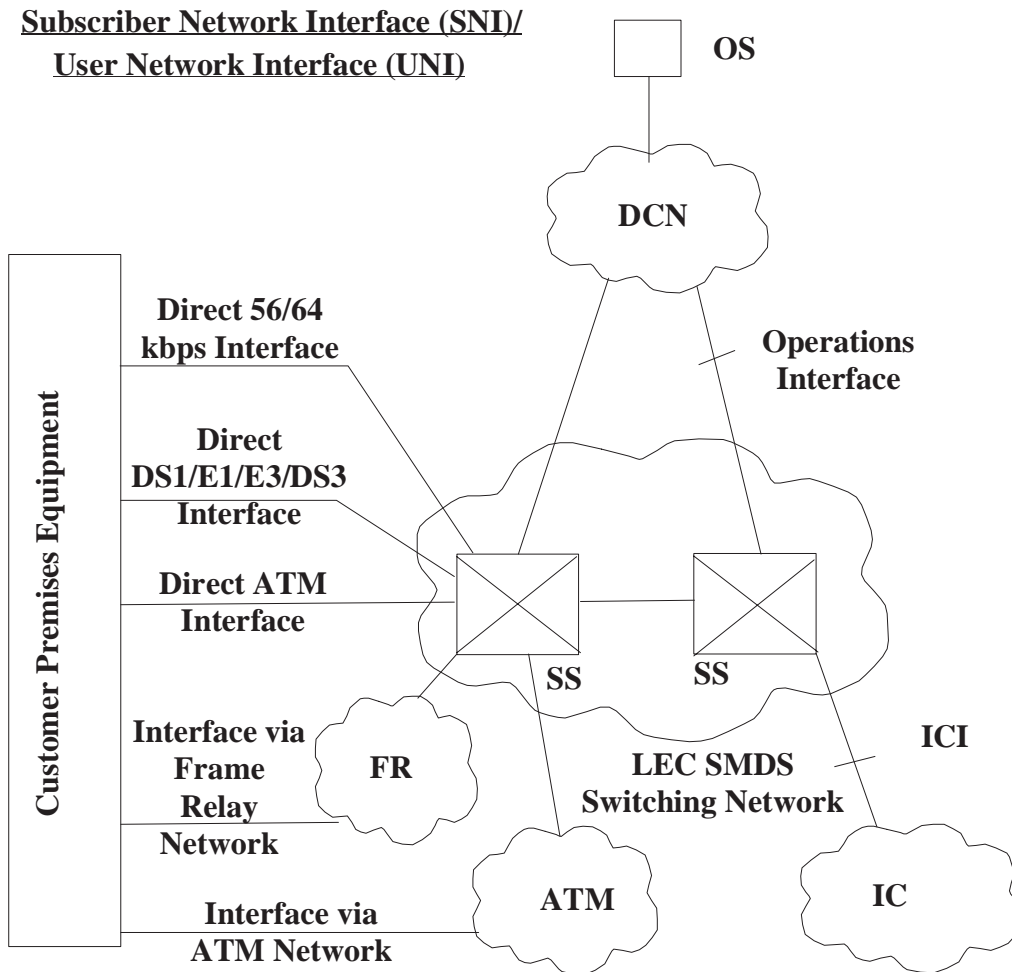 Subscriber Network Interface (SNI)/
User Network Interface (UNI)
OS
DCN
Direct 56/64
kbps Interface
Operations
Interface
Direct
DS1/E1/E3/DS3
Interface
Customer Premises Equipment
Direct ATM
Interface
SS
SS
Interface via
Frame
Relay
Network
FR
LEC SMDS
Switching Network
ICI
ATM
IC
Interface via
ATM Network